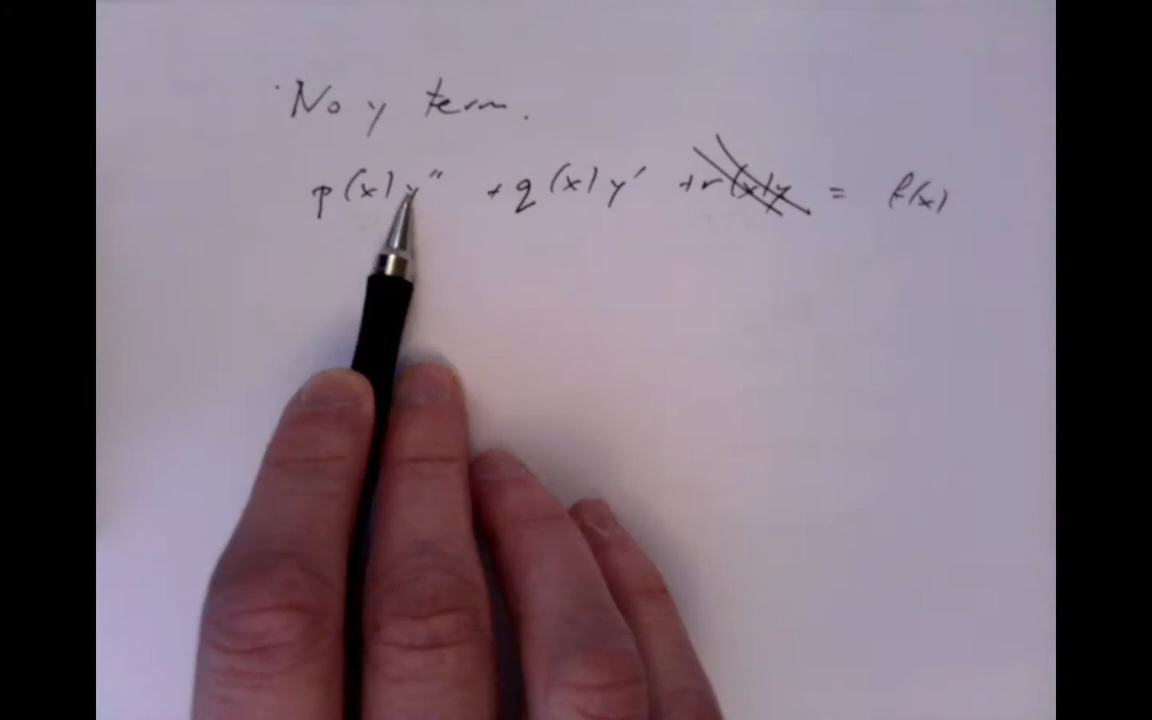 No y term.
p(x)y'' + q(x)y' + r(x)y = f(x)